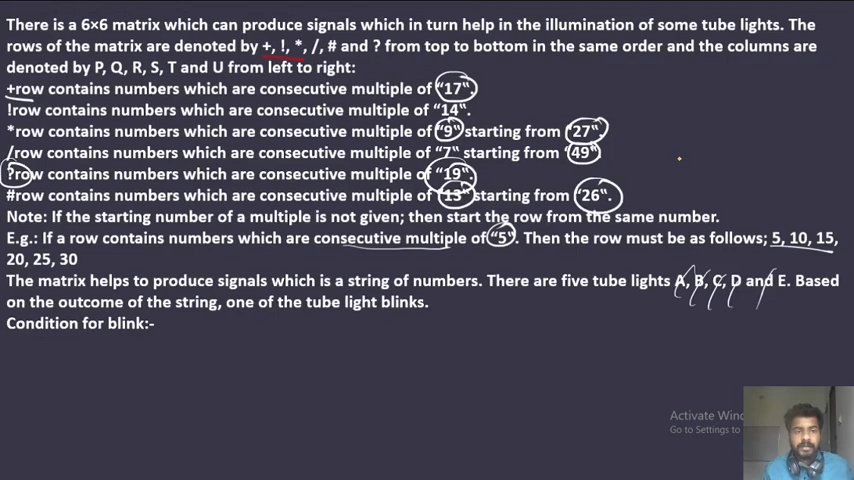 There is a 6×6 matrix which can produce signals which in turn help in the illumination of some tube lights. The
rows of the matrix are denoted by +, !, *, /, # and ? from top to bottom in the same order and the columns are
denoted by P, Q, R, S, T and U from left to right:
+row contains numbers which are consecutive multiple of “17“.
!row contains numbers which are consecutive multiple of “14“.
*row contains numbers which are consecutive multiple of “9“ starting from “27“.
/row contains numbers which are consecutive multiple of “7“ starting from “49“.
?row contains numbers which are consecutive multiple of “19“.
#row contains numbers which are consecutive multiple of “13“ starting from “26“.
Note: If the starting number of a multiple is not given; then start the row from the same number.
E.g.: If a row contains numbers which are consecutive multiple of “5“. Then the row must be as follows; 5, 10, 15,
20, 25, 30
The matrix helps to produce signals which is a string of numbers. There are five tube lights A, B, C, D and E. Based
on the outcome of the string, one of the tube light blinks.
Condition for blink:-
Activate Wind
Go to Settings to